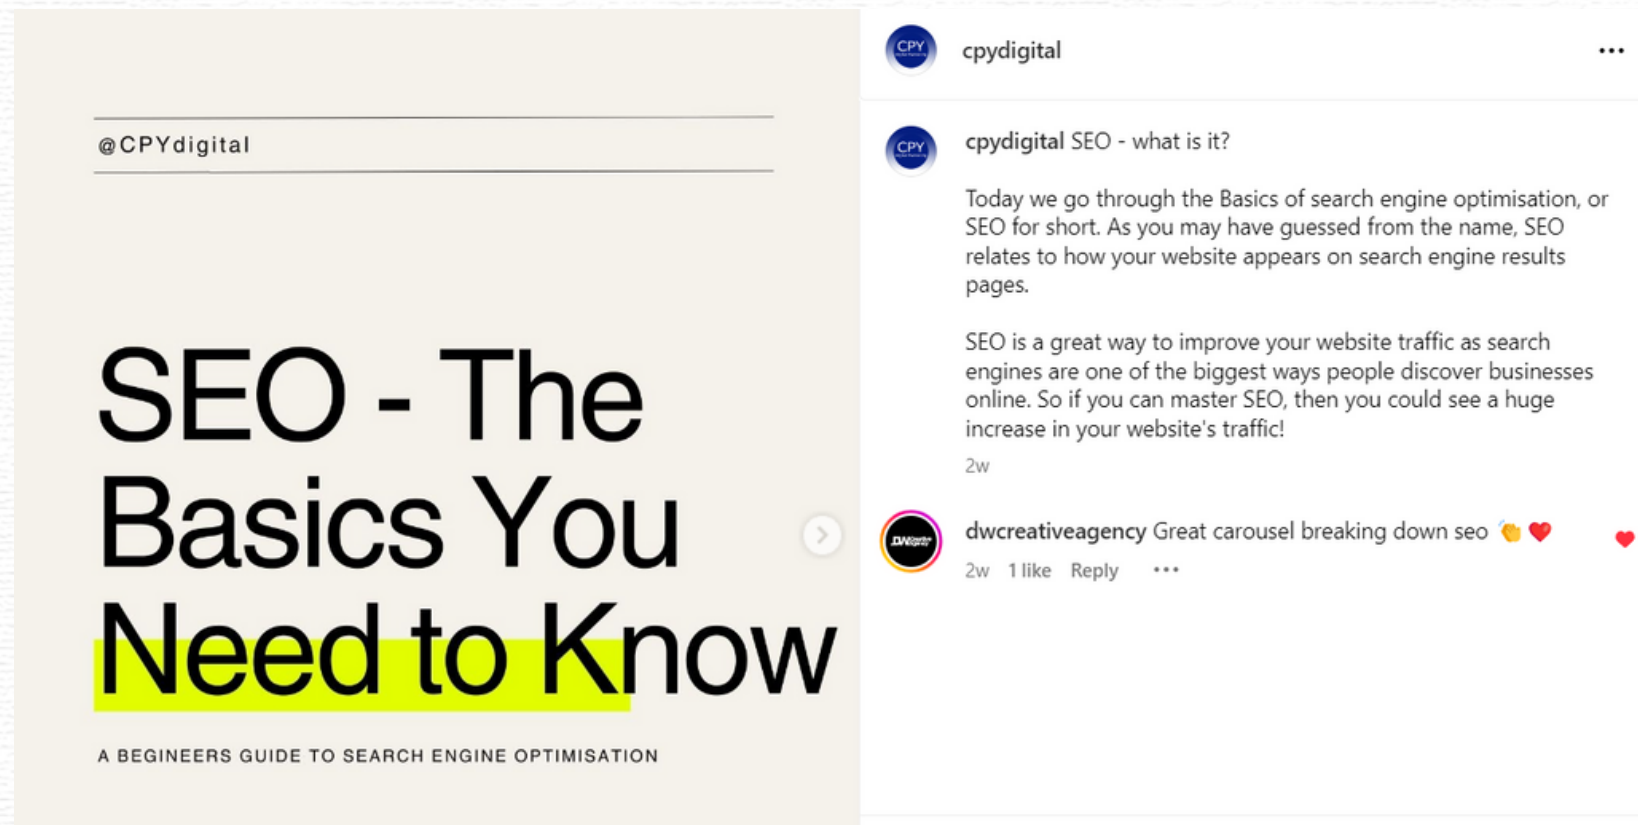 @CPYdigital
SEO - The
Basics You
Need to Know
A BEGINEERS GUIDE TO SEARCH ENGINE OPTIMISATION
CPY
cpydigital
CPY
cpydigital SEO - what is it?
Today we go through the Basics of search engine optimisation, or
SEO for short. As you may have guessed from the name, SEO
relates to how your website appears on search engine results
pages.
SEO is a great way to improve your website traffic as search
engines are one of the biggest ways people discover businesses
online. So if you can master SEO, then you could see a huge
increase in your website's traffic!
2w
dwcreativeagency Great carousel breaking down seo 👏❤️
2w 1 like Reply